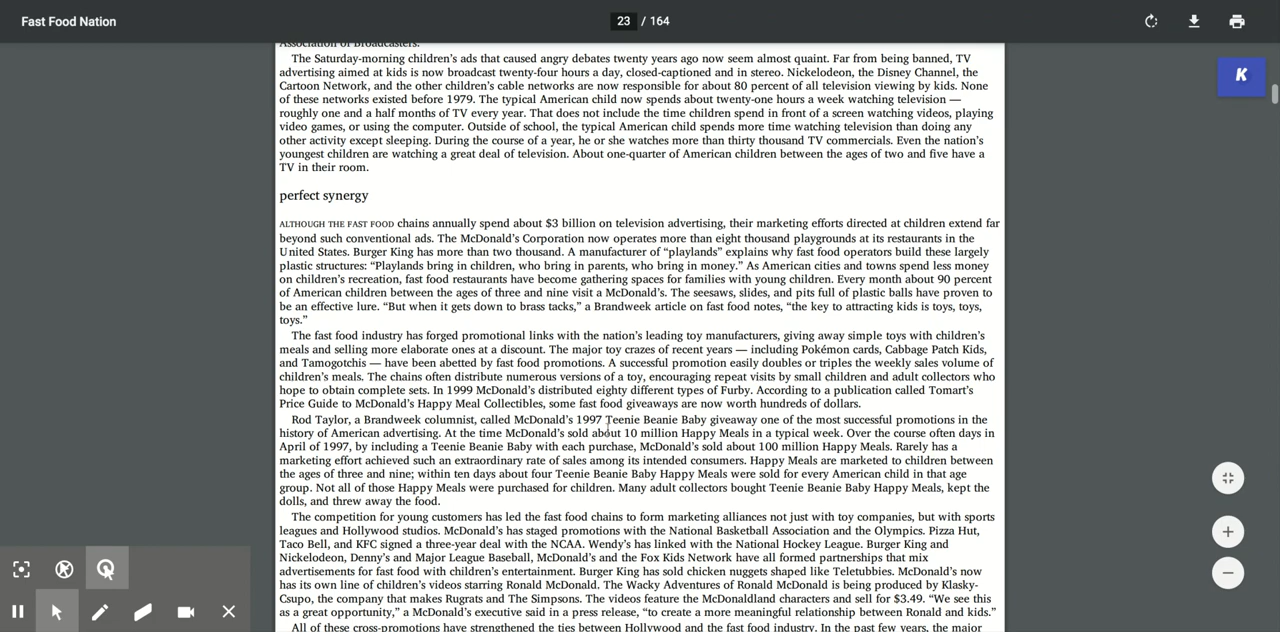 Fast Food Nation
23 / 164
K
Association of Broadcasters.
The Saturday-morning children's ads that caused angry debates twenty years ago now seem almost quaint. Far from being banned, TV
advertising aimed at kids is now broadcast twenty-four hours a day, closed-captioned and in stereo. Nickelodeon, the Disney Channel, the
Cartoon Network, and the other children's cable networks are now responsible for about 80 percent of all television viewing by kids. None
of these networks existed before 1979. The typical American child now spends about twenty-one hours a week watching television —
roughly one and a half months of TV every year. That does not include the time children spend in front of a screen watching videos, playing
video games, or using the computer. Outside of school, the typical American child spends more time watching television than doing any
other activity except sleeping. During the course of a year, he or she watches more than thirty thousand TV commercials. Even the nation's
youngest children are watching a great deal of television. About one-quarter of American children between the ages of two and five have a
TV in their room.
perfect synergy
ALTHOUGH THE FAST FOOD chains annually spend about $3 billion on television advertising, their marketing efforts directed at children extend far
beyond such conventional ads. The McDonald's Corporation now operates more than eight thousand playgrounds at its restaurants in the
United States. Burger King has more than two thousand. A manufacturer of “playlands” explains why fast food operators build these largely
plastic structures: “Playlands bring in children, who bring in parents, who bring in money.” As American cities and towns spend less money
on children's recreation, fast food restaurants have become gathering spaces for families with young children. Every month about 90 percent
of American children between the ages of three and nine visit a McDonald's. The seesaws, slides, and pits full of plastic balls have proven to
be an effective lure. “But when it gets down to brass tacks,” a Brandweek article on fast food notes, “the key to attracting kids is toys, toys,
toys.”
The fast food industry has forged promotional links with the nation's leading toy manufacturers, giving away simple toys with children's
meals and selling more elaborate ones at a discount. The major toy crazes of recent years — including Pokémon cards, Cabbage Patch Kids,
and Tamogotchis — have been abetted by fast food promotions. A successful promotion easily doubles or triples the weekly sales volume of
children's meals. The chains often distribute numerous versions of a toy, encouraging repeat visits by small children and adult collectors who
hope to obtain complete sets. In 1999 McDonald's distributed eighty different types of Furby. According to a publication called Tomart's
Price Guide to McDonald's Happy Meal Collectibles, some fast food giveaways are now worth hundreds of dollars.
Rod Taylor, a Brandweek columnist, called McDonald's 1997 Teenie Beanie Baby giveaway one of the most successful promotions in the
history of American advertising. At the time McDonald's sold about 10 million Happy Meals in a typical week. Over the course often days in
April of 1997, by including a Teenie Beanie Baby with each purchase, McDonald's sold about 100 million Happy Meals. Rarely has a
marketing effort achieved such an extraordinary rate of sales among its intended consumers. Happy Meals are marketed to children between
the ages of three and nine; within ten days about four Teenie Beanie Baby Happy Meals were sold for every American child in that age
group. Not all of those Happy Meals were purchased for children. Many adult collectors bought Teenie Beanie Baby Happy Meals, kept the
dolls, and threw away the food.
The competition for young customers has led the fast food chains to form marketing alliances not just with toy companies, but with sports
leagues and Hollywood studios. McDonald's has staged promotions with the National Basketball Association and the Olympics. Pizza Hut,
Taco Bell, and KFC signed a three-year deal with the NCAA. Wendy's has linked with the National Hockey League. Burger King and
Nickelodeon, Denny's and Major League Baseball, McDonald's and the Fox Kids Network have all formed partnerships that mix
advertisements for fast food with children's entertainment. Burger King has sold chicken nuggets shaped like Teletubbies. McDonald's now
has its own line of children's videos starring Ronald McDonald. The Wacky Adventures of Ronald McDonald is being produced by Klasky-
Csupo, the company that makes Rugrats and The Simpsons. The videos feature the McDonaldland characters and sell for $3.49. “We see this
as a great opportunity,” a McDonald's executive said in a press release, “to create a more meaningful relationship between Ronald and kids.”
All of these cross-promotions have strengthened the ties between Hollywood and the fast food industry. In the past few years, the major